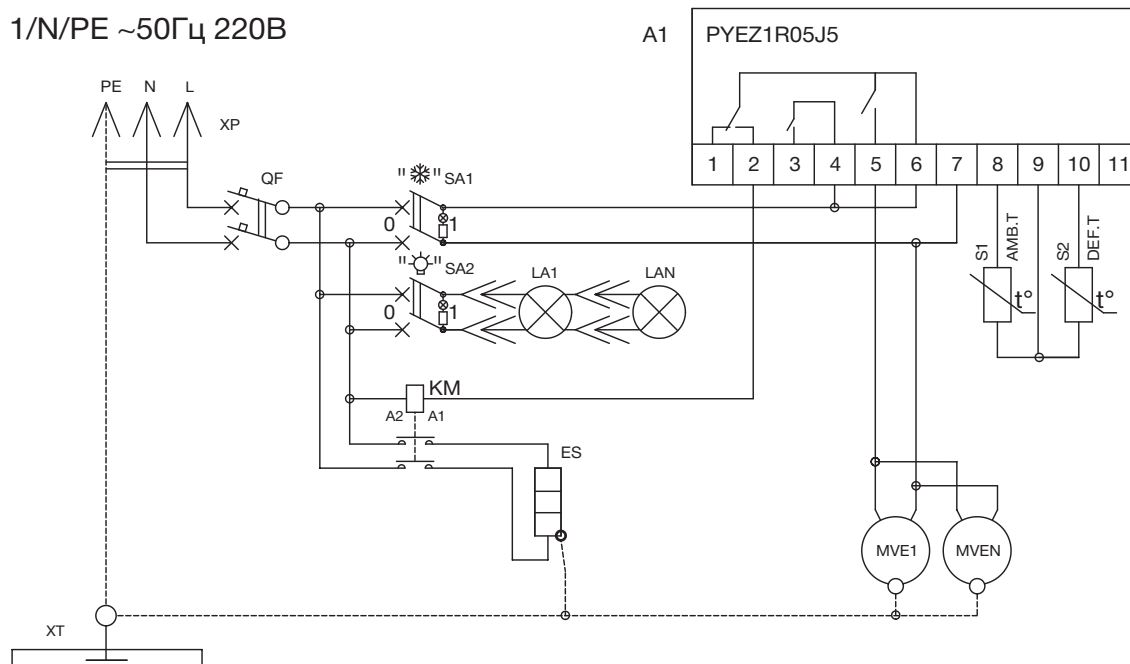 1/N/PE ~50Гц 220В
A1
PYEZ1R05J5
PE N L
XP
1 2 3 4 5 6 7 8 9 10 11
QF
" " SA1
0 1
" " SA2
0 1
LA1
LAN
S1
AMB.T
t°
S2
DEF.T
t°
KM
A2 A1
ES
MVE1
MVEN
XT